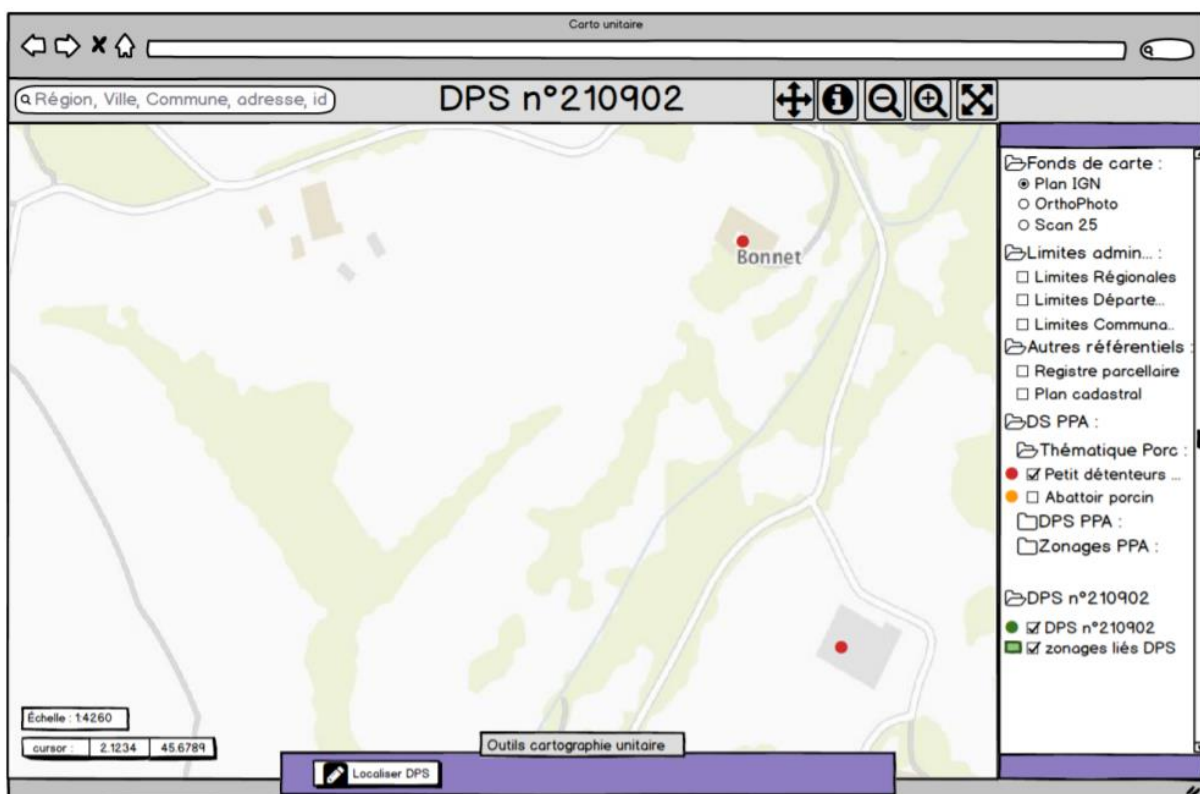 Carto unitaire
Région, Ville, Commune, adresse, id
DPS n°210902
Bonnet
Fonds de carte :
Plan IGN
OrthoPhoto
Scan 25
Limites admin... :
Limites Régionales
Limites Départe...
Limites Communa..
Autres référentiels :
Registre parcellaire
Plan cadastral
DS PPA :
Thématique Porc :
Petit détenteurs ...
Abattoir porcin
DPS PPA :
Zonages PPA :
DPS n°210902
DPS n°210902
zonages liés DPS
Échelle : 1:4260
cursor : 2.1234 45.6789
Outils cartographie unitaire
Localiser DPS